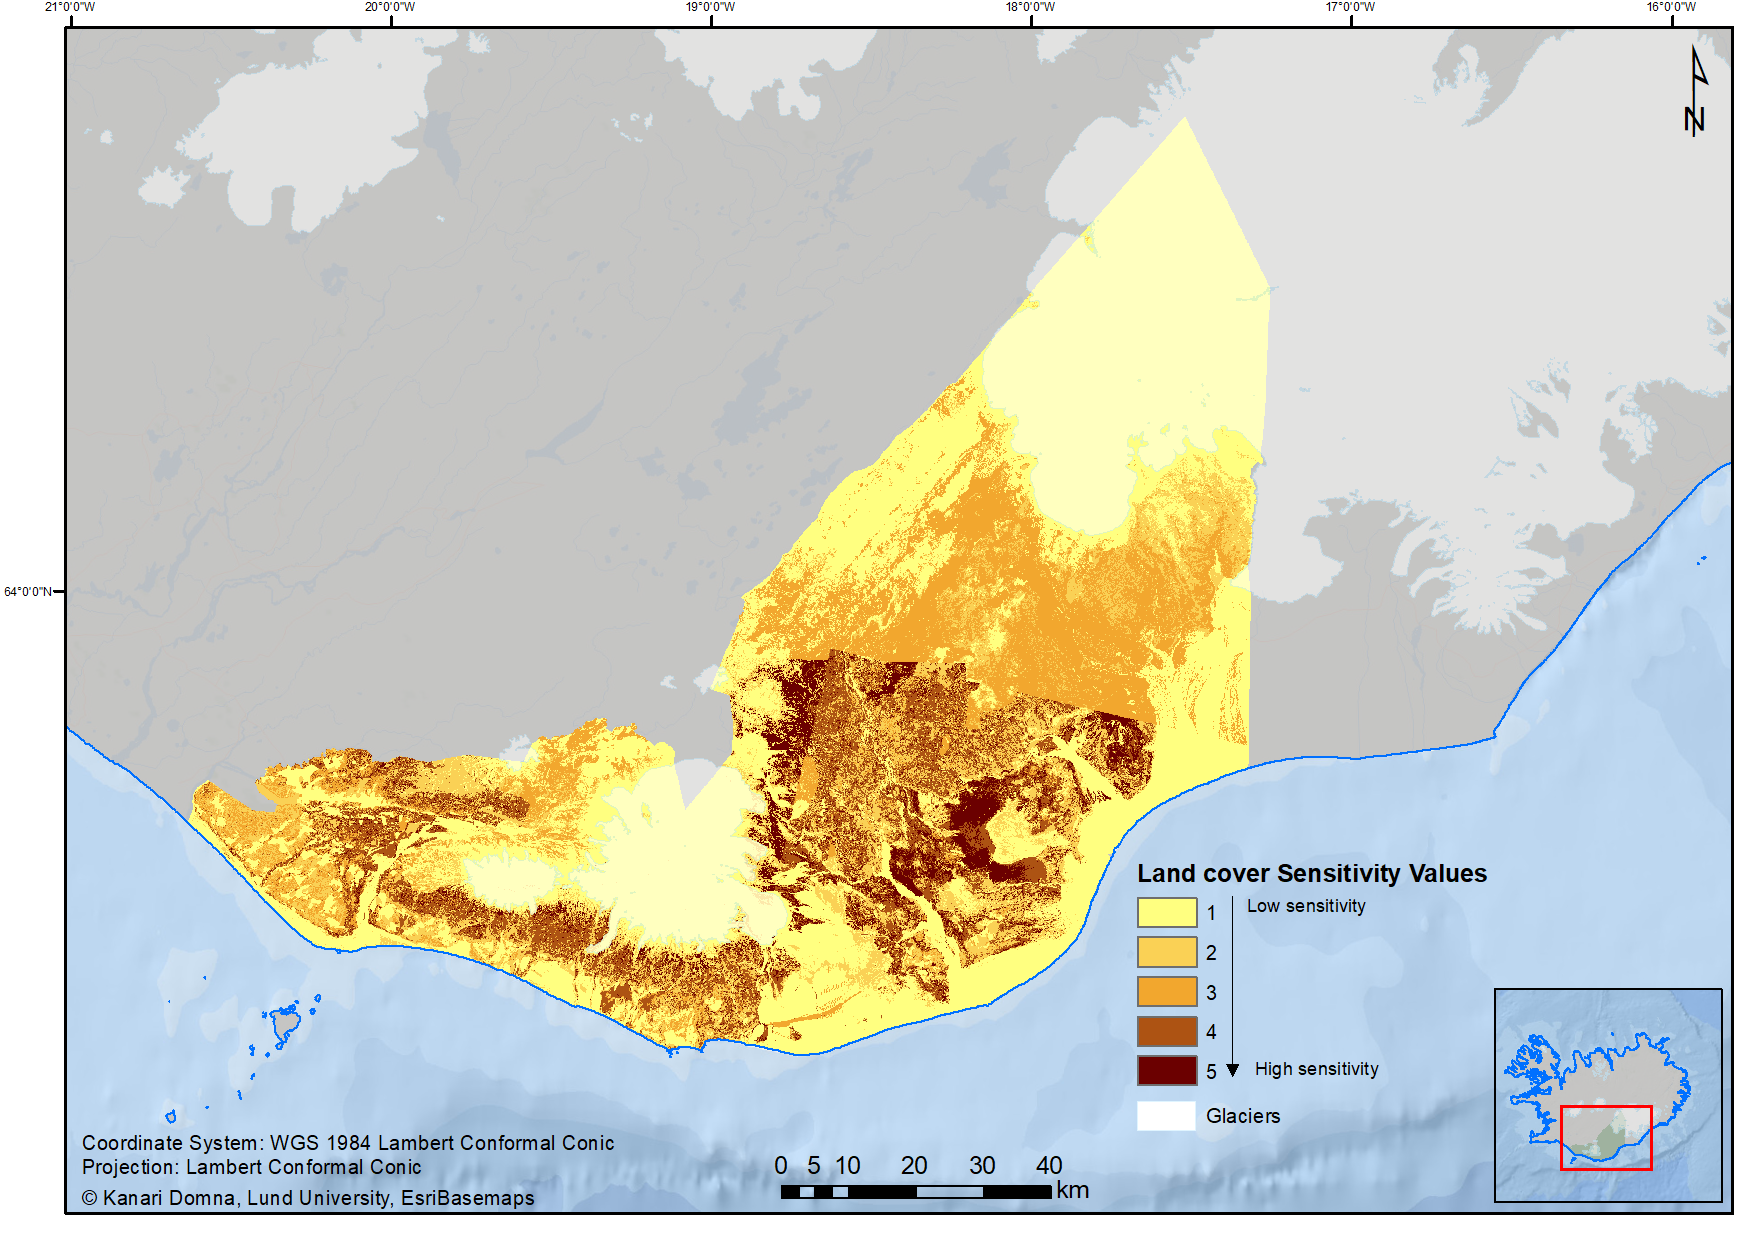 21°0'0"W 20°0'0"W 19°0'0"W 18°0'0"W 17°0'0"W 16°0'0"W
N
64°0'0"N
Land cover Sensitivity Values
1 Low sensitivity
2
3
4
5 High sensitivity
Glaciers
Coordinate System: WGS 1984 Lambert Conformal Conic
Projection: Lambert Conformal Conic
© Kanari Domna, Lund University, EsriBasemaps
0 5 10 20 30 40
km